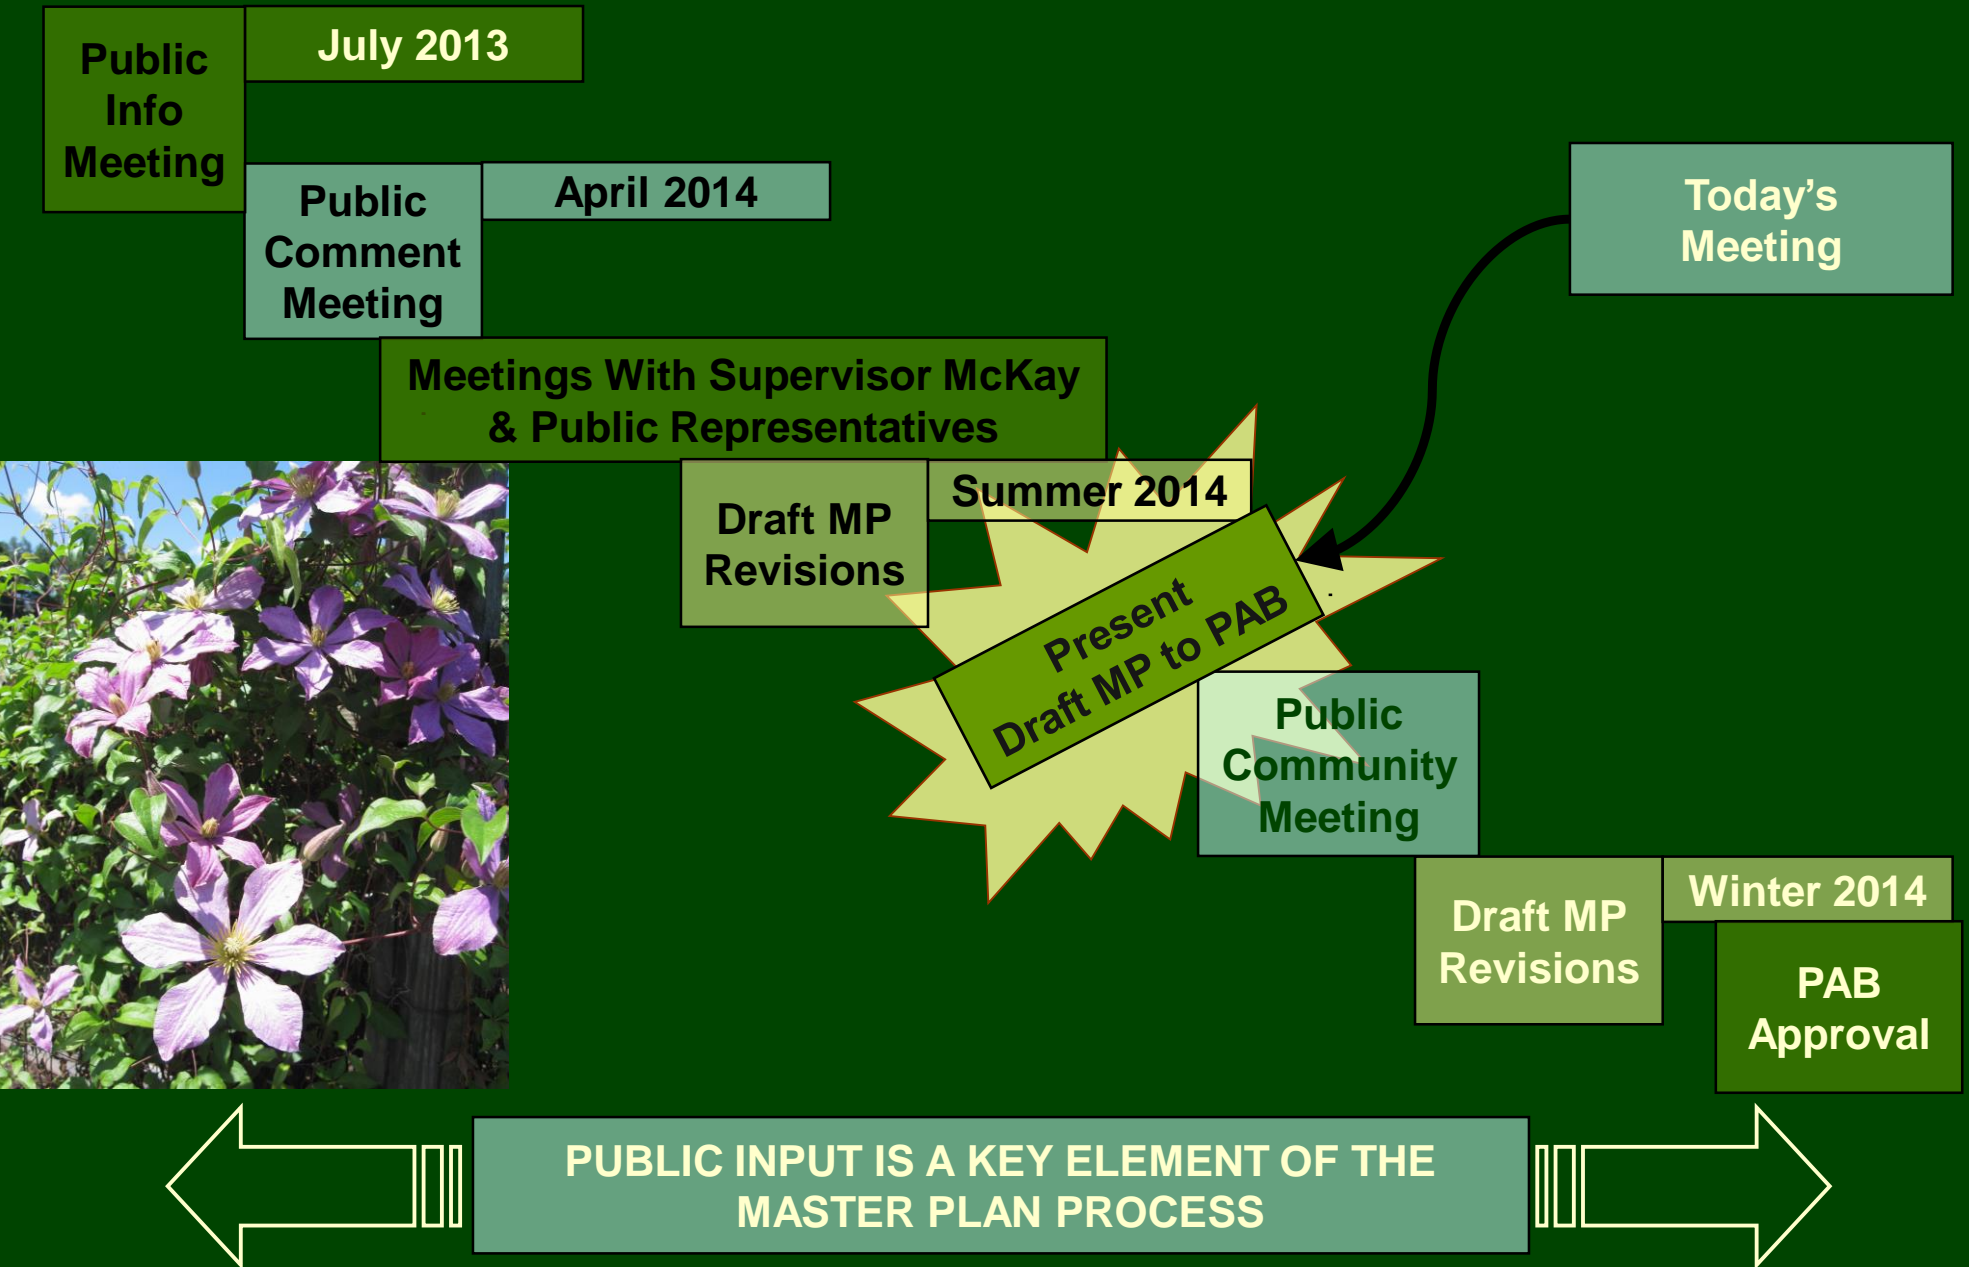 Public
Info
Meeting
July 2013
Public
Comment
Meeting
April 2014
Today’s
Meeting
Meetings With Supervisor McKay
& Public Representatives
Draft MP
Revisions
Summer 2014
Present
Draft MP to PAB
Public
Community
Meeting
Draft MP
Revisions
Winter 2014
PAB
Approval
PUBLIC INPUT IS A KEY ELEMENT OF THE
MASTER PLAN PROCESS